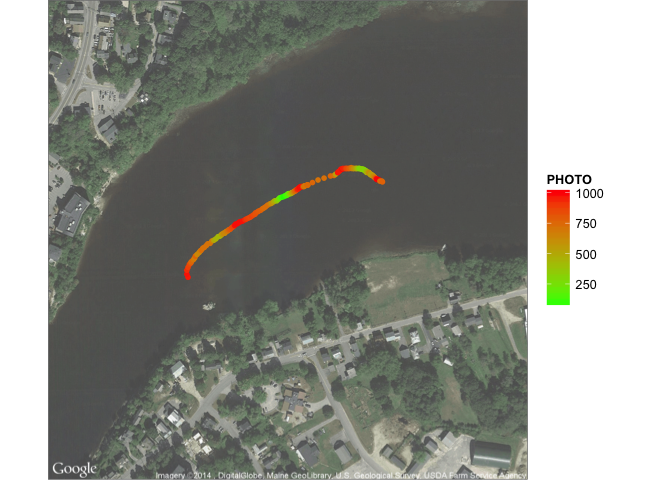 PHOTO
1000
750
500
250
Google
Imagery ©2014 , DigitalGlobe, Maine GeoLibrary, U.S. Geological Survey, USDA Farm Service Agency